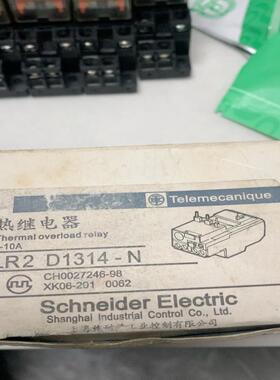 Telemecanique
热继电器
Thermal overload relay
-10A
LR2 D1314-N
CH0027246-98
XK06-201 0062
Schneider Electric
Shanghai Industrial Control Co., Ltd.